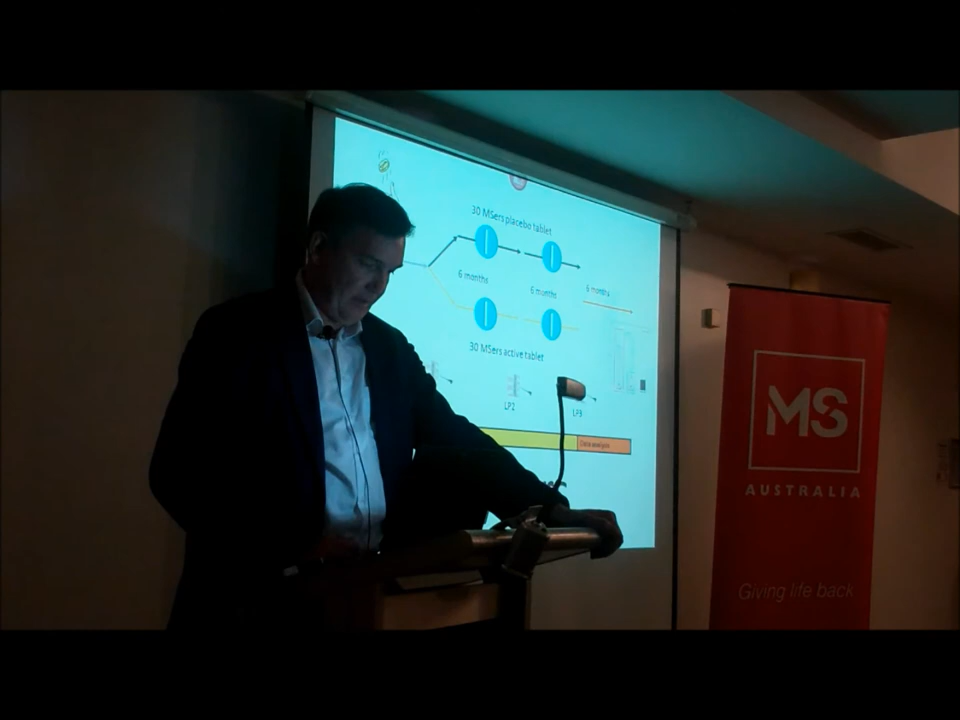 30 MSers placebo tablet
6 months
6 months
6 months
30 MSers active tablet
LP2
LP3
Data analysis
MS
AUSTRALIA
Giving life back